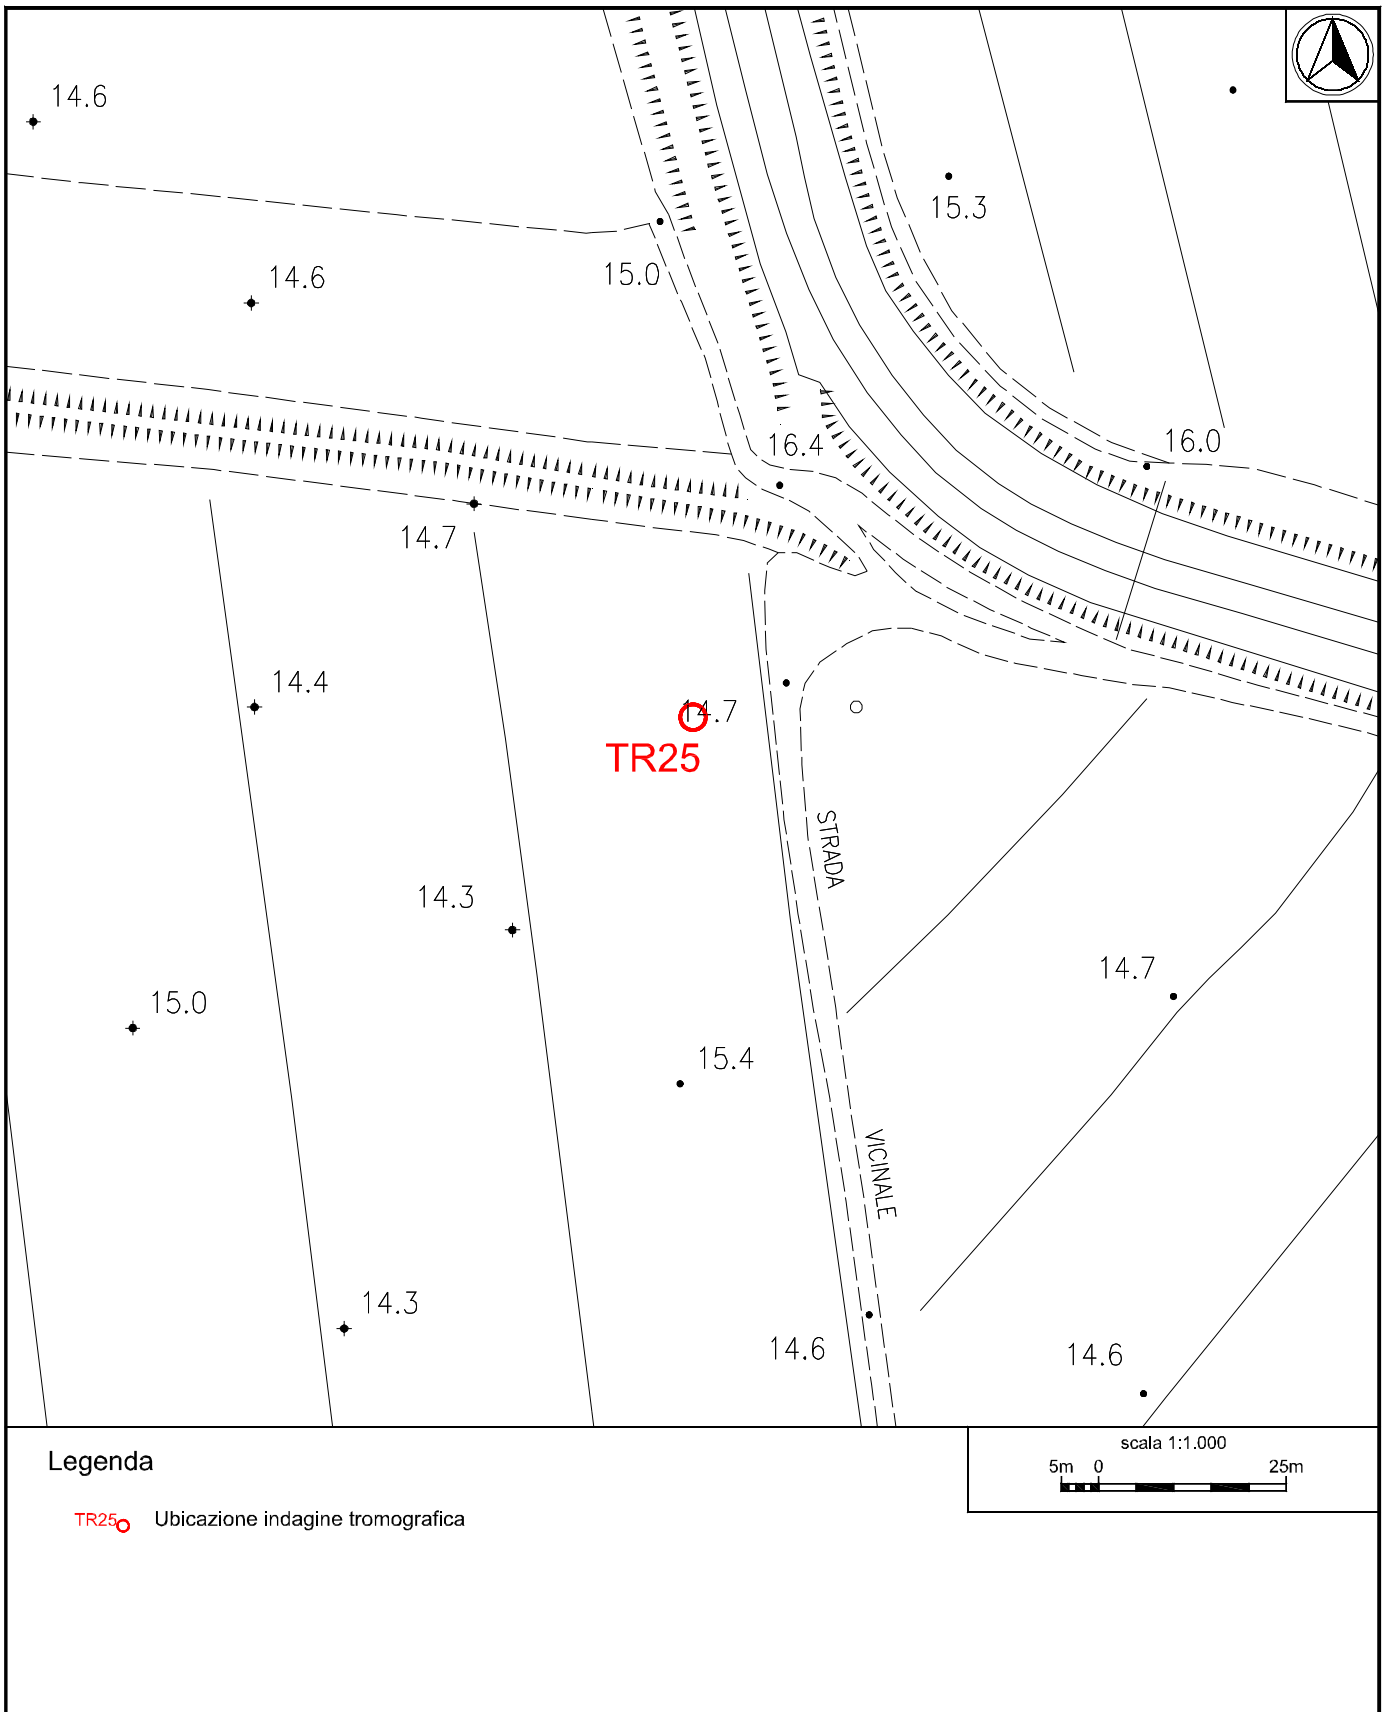 14.6
15.3
14.6
15.0
16.4
16.0
14.7
14.4
14.7
TR25
STRADA
14.3
14.7
15.0
15.4
VICINALE
14.3
14.6
14.6
Legenda
TR25 Ubicazione indagine tromografica
scala 1:1.000
5m 0 25m